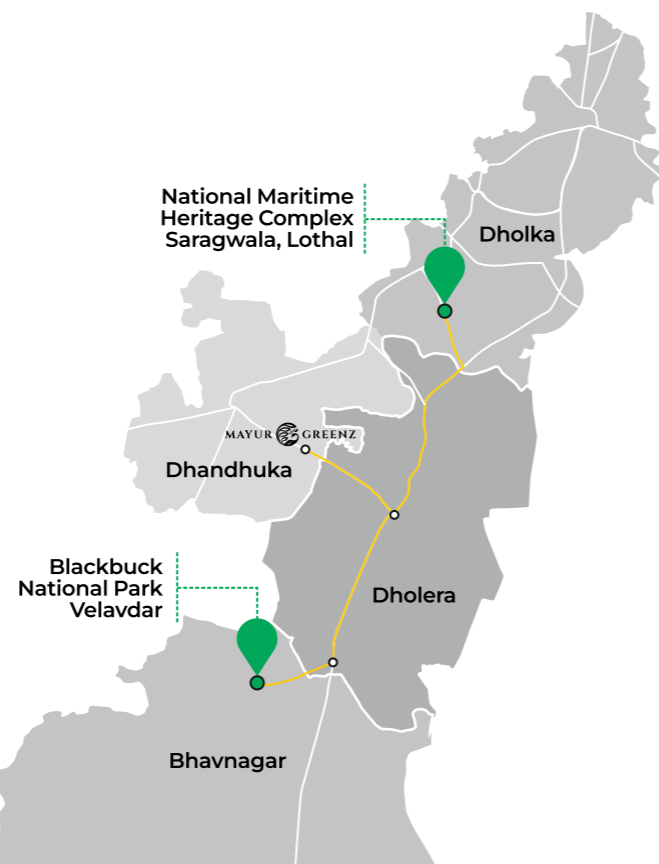 National Maritime
Heritage Complex
Saragwala, Lothal
Dholka
MAYUR GREENZ
Dhandhuka
Blackbuck
National Park
Velavdar
Dholera
Bhavnagar